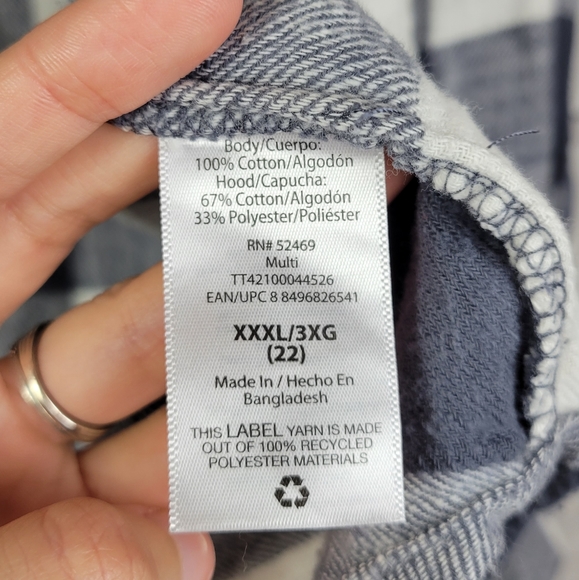 Body/Cuerpo:
100% Cotton/Algodón
Hood/Capucha:
67% Cotton/Algodón
33% Polyester/Poliéster
RN# 52469
Multi
TT42100044526
EAN/UPC 8 8496826541
XXXL/3XG
(22)
Made In / Hecho En
Bangladesh
THIS LABEL YARN IS MADE
OUT OF 100% RECYCLED
POLYESTER MATERIALS